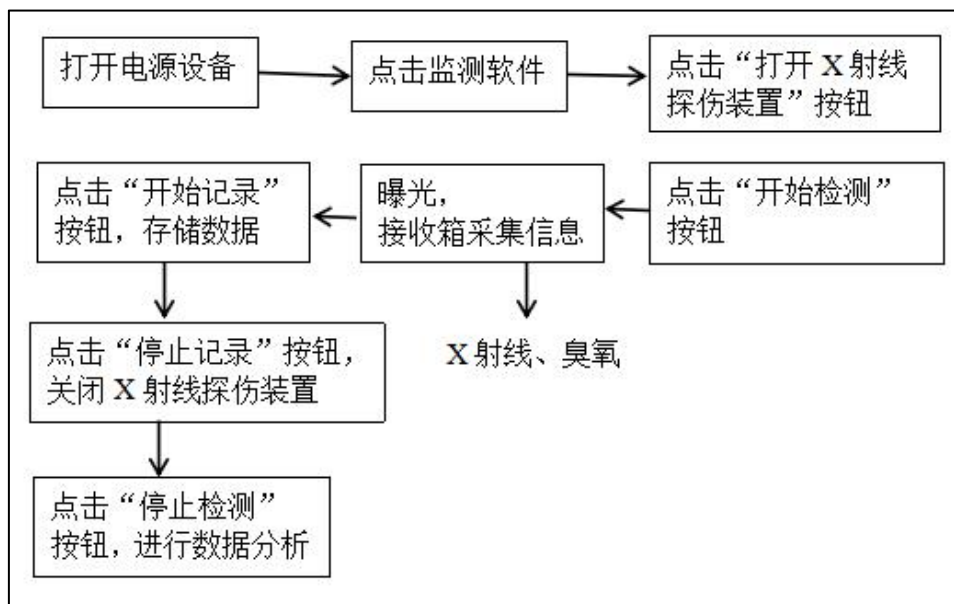 打开电源设备
点击监测软件
点击“打开 X 射线
探伤装置”按钮
点击“开始检测”
按钮
曝光，
接收箱采集信息
点击“开始记录”
按钮，存储数据
X 射线、臭氧
点击“停止记录”按钮，
关闭 X 射线探伤装置
点击“停止检测”
按钮，进行数据分析